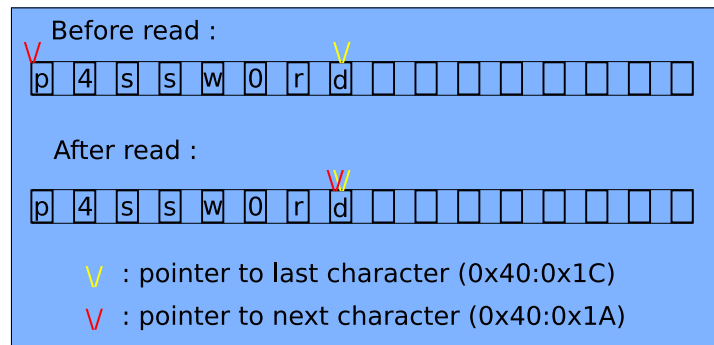 Before read :
p 4 s s w 0 r d
After read :
p 4 s s w 0 r d
\/ : pointer to last character (0x40:0x1C)
\/ : pointer to next character (0x40:0x1A)